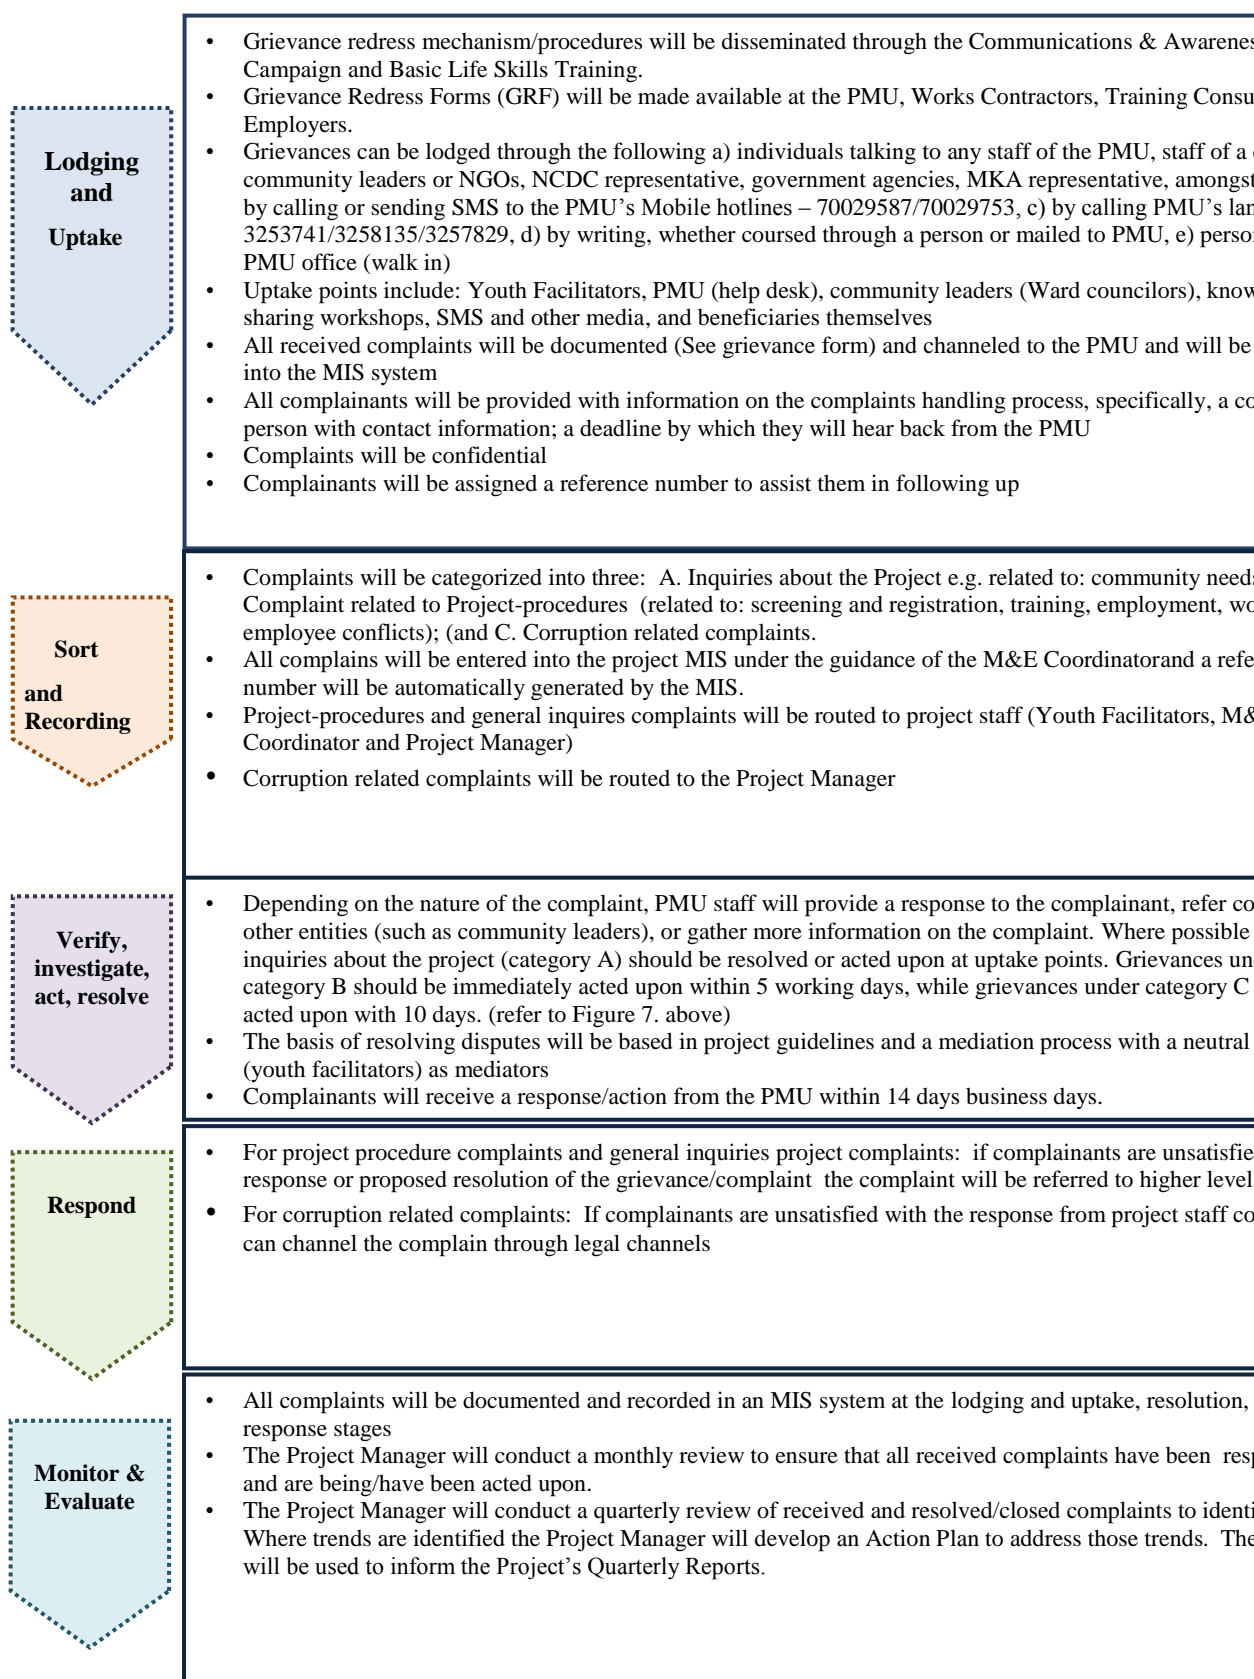 Lodging
and
Uptake
• Grievance redress mechanism/procedures will be disseminated through the Communications & Awarenes
Campaign and Basic Life Skills Training.
• Grievance Redress Forms (GRF) will be made available at the PMU, Works Contractors, Training Consu
Employers.
• Grievances can be lodged through the following a) individuals talking to any staff of the PMU, staff of a
community leaders or NGOs, NCDC representative, government agencies, MKA representative, amongst
by calling or sending SMS to the PMU's Mobile hotlines – 70029587/70029753, c) by calling PMU's lan
3253741/3258135/3257829, d) by writing, whether coursed through a person or mailed to PMU, e) person
PMU office (walk in)
• Uptake points include: Youth Facilitators, PMU (help desk), community leaders (Ward councilors), know
sharing workshops, SMS and other media, and beneficiaries themselves
• All received complaints will be documented (See grievance form) and channeled to the PMU and will be
into the MIS system
• All complainants will be provided with information on the complaints handling process, specifically, a co
person with contact information; a deadline by which they will hear back from the PMU
• Complaints will be confidential
• Complainants will be assigned a reference number to assist them in following up
Sort
and
Recording
• Complaints will be categorized into three:  A. Inquiries about the Project e.g. related to: community needs
Complaint related to Project-procedures  (related to: screening and registration, training, employment, wo
employee conflicts); (and C. Corruption related complaints.
• All complains will be entered into the project MIS under the guidance of the M&E Coordinatorand a refe
number will be automatically generated by the MIS.
• Project-procedures and general inquires complaints will be routed to project staff (Youth Facilitators, M&
Coordinator and Project Manager)
• Corruption related complaints will be routed to the Project Manager
Verify,
investigate,
act, resolve
• Depending on the nature of the complaint, PMU staff will provide a response to the complainant, refer co
other entities (such as community leaders), or gather more information on the complaint. Where possible
inquiries about the project (category A) should be resolved or acted upon at uptake points. Grievances un
category B should be immediately acted upon within 5 working days, while grievances under category C
acted upon with 10 days. (refer to Figure 7. above)
• The basis of resolving disputes will be based in project guidelines and a mediation process with a neutral
(youth facilitators) as mediators
• Complainants will receive a response/action from the PMU within 14 days business days.
Respond
• For project procedure complaints and general inquiries project complaints:  if complainants are unsatisfie
response or proposed resolution of the grievance/complaint  the complaint will be referred to higher level
• For corruption related complaints:  If complainants are unsatisfied with the response from project staff co
can channel the complain through legal channels
Monitor &
Evaluate
• All complaints will be documented and recorded in an MIS system at the lodging and uptake, resolution,
response stages
• The Project Manager will conduct a monthly review to ensure that all received complaints have been  resp
and are being/have been acted upon.
• The Project Manager will conduct a quarterly review of received and resolved/closed complaints to identi
Where trends are identified the Project Manager will develop an Action Plan to address those trends.  The
will be used to inform the Project's Quarterly Reports.